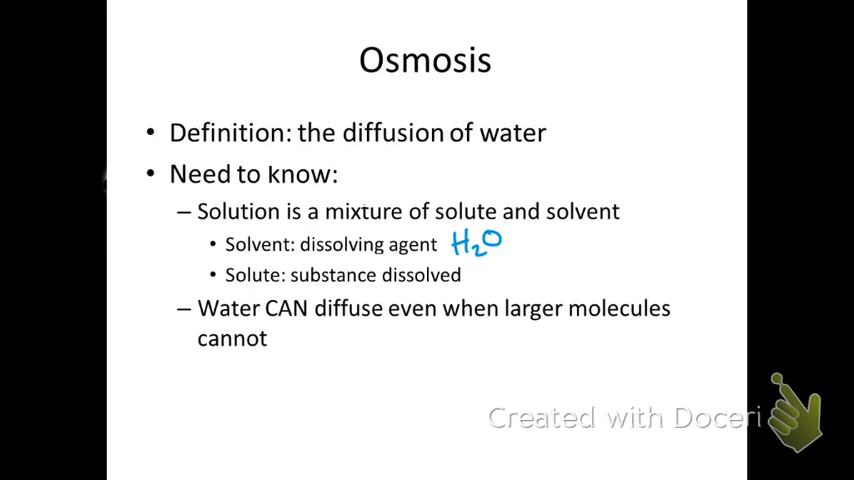 Osmosis
• Definition: the diffusion of water
• Need to know:
– Solution is a mixture of solute and solvent
• Solvent: dissolving agent H₂O
• Solute: substance dissolved
– Water CAN diffuse even when larger molecules
cannot
Created with Doceri